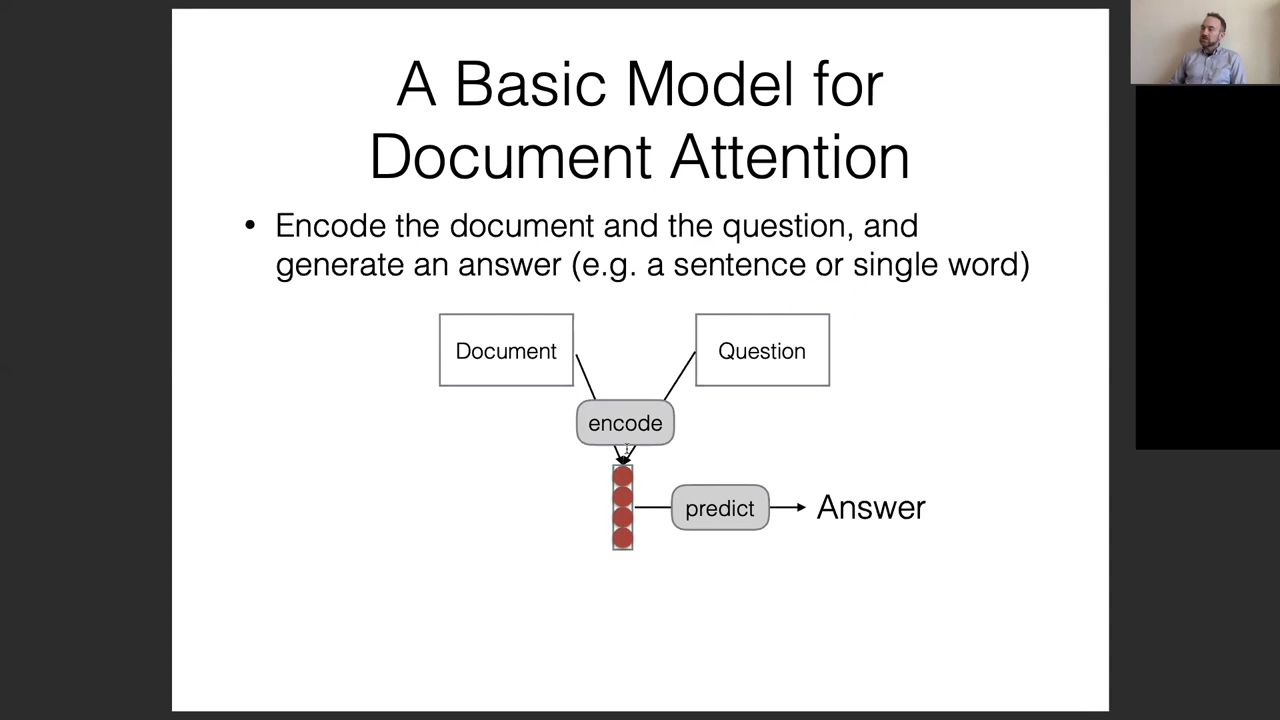 A Basic Model for
Document Attention
• Encode the document and the question, and
generate an answer (e.g. a sentence or single word)
Document
Question
encode
predict
Answer